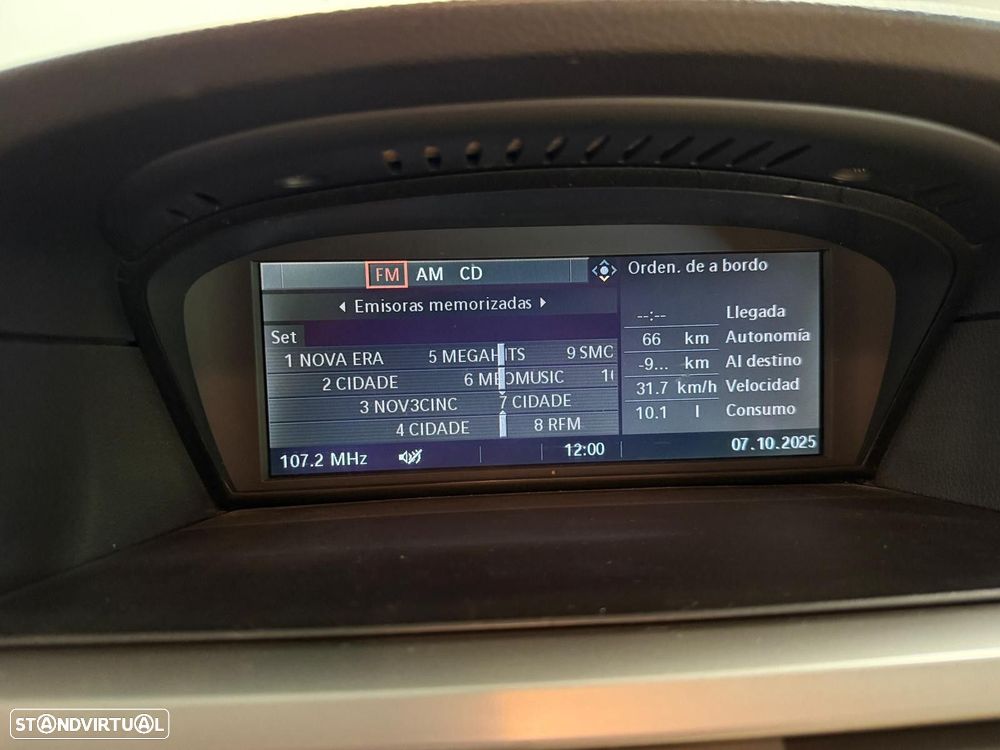 FM AM CD
Emisoras memorizadas
Set
1 NOVA ERA 5 MEGAHITS 9 SMC
2 CIDADE 6 MEOMUSIC
3 NOV3CINC 7 CIDADE
4 CIDADE 8 RFM
107.2 MHz 12:00 07.10.2025
Orden. de a bordo
--:-- Llegada
66 km Autonomía
-9... km Al destino
31.7 km/h Velocidad
10.1 l Consumo
STANDVIRTUAL